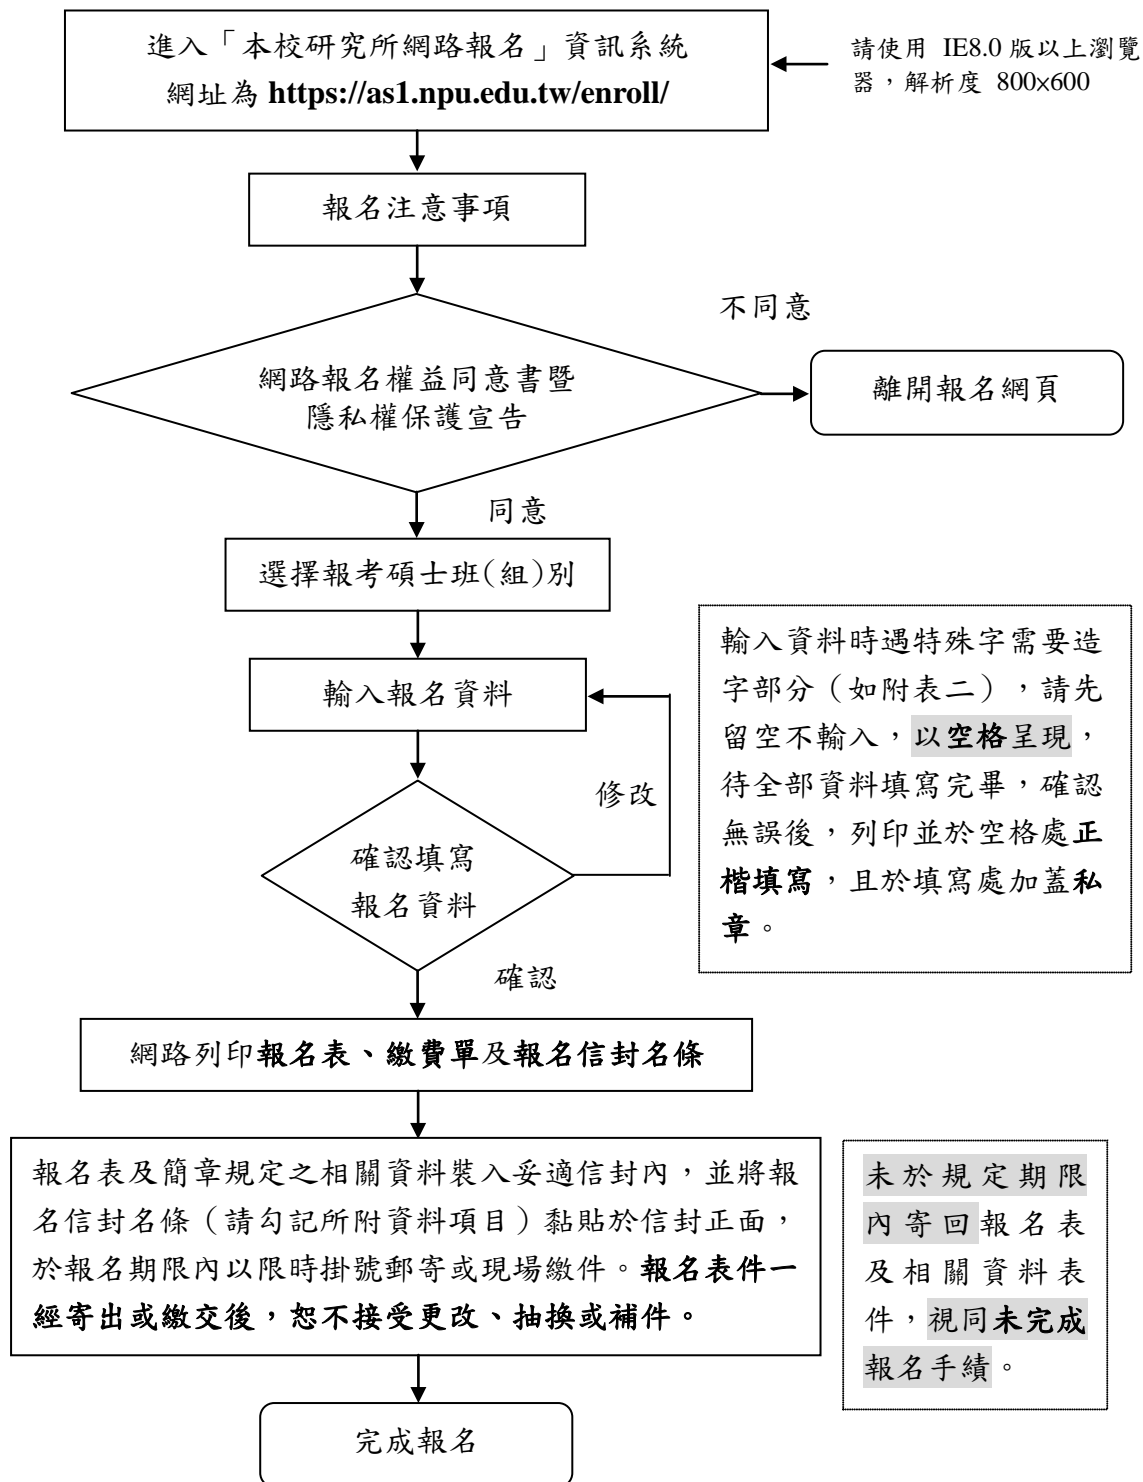 進入「本校研究所網路報名」資訊系統
網址為 https://as1.npu.edu.tw/enroll/
請使用 IE8.0 版以上瀏覽
器，解析度 800×600
報名注意事項
不同意
網路報名權益同意書暨
隱私權保護宣告
離開報名網頁
同意
選擇報考碩士班(組)別
輸入報名資料
修改
確認填寫
報名資料
輸入資料時遇特殊字需要造
字部分（如附表二），請先
留空不輸入，以空格呈現，
待全部資料填寫完畢，確認
無誤後，列印並於空格處正
楷填寫，且於填寫處加蓋私
章。
確認
網路列印報名表、繳費單及報名信封名條
報名表及簡章規定之相關資料裝入妥適信封內，並將報
名信封名條（請勾記所附資料項目）黏貼於信封正面，
於報名期限內以限時掛號郵寄或現場繳件。報名表件一
經寄出或繳交後，恕不接受更改、抽換或補件。
未於規定期限
內寄回報名表
及相關資料表
件，視同未完成
報名手續。
完成報名